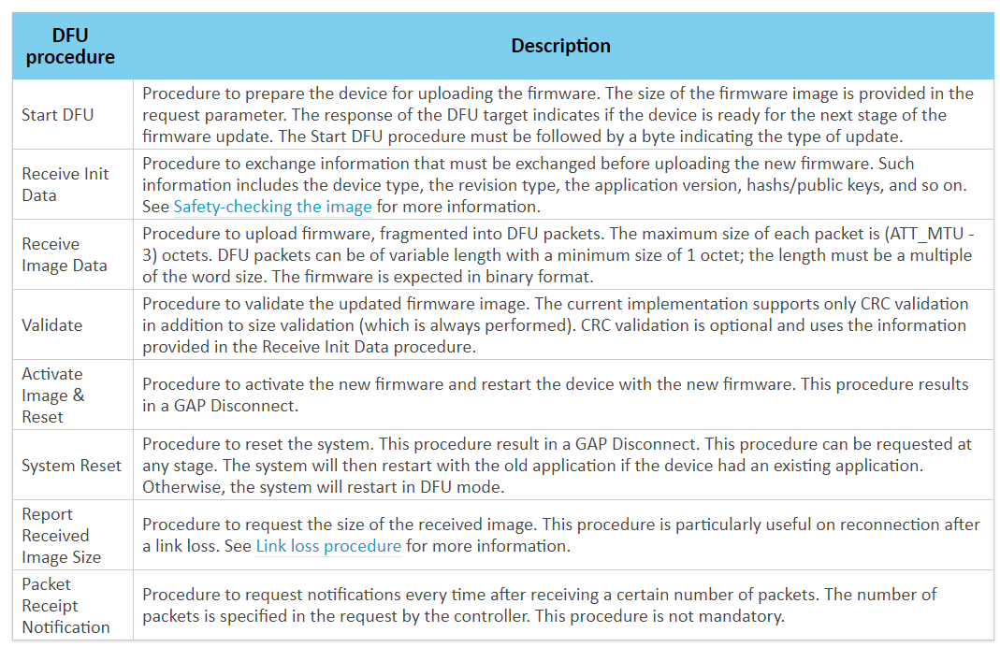 DFU
procedure
Description
Start DFU
Procedure to prepare the device for uploading the firmware. The size of the firmware image is provided in the
request parameter. The response of the DFU target indicates if the device is ready for the next stage of the
firmware update. The Start DFU procedure must be followed by a byte indicating the type of update.
Receive Init
Data
Procedure to exchange information that must be exchanged before uploading the new firmware. Such
information includes the device type, the revision type, the application version, hashs/public keys, and so on.
See Safety-checking the image for more information.
Receive
Image Data
Procedure to upload firmware, fragmented into DFU packets. The maximum size of each packet is (ATT_MTU -
3) octets. DFU packets can be of variable length with a minimum size of 1 octet; the length must be a multiple
of the word size. The firmware is expected in binary format.
Validate
Procedure to validate the updated firmware image. The current implementation supports only CRC validation
in addition to size validation (which is always performed). CRC validation is optional and uses the information
provided in the Receive Init Data procedure.
Activate
Image &
Reset
Procedure to activate the new firmware and restart the device with the new firmware. This procedure results
in a GAP Disconnect.
System Reset
Procedure to reset the system. This procedure result in a GAP Disconnect. This procedure can be requested at
any stage. The system will then restart with the old application if the device had an existing application.
Otherwise, the system will restart in DFU mode.
Report
Received
Image Size
Procedure to request the size of the received image. This procedure is particularly useful on reconnection after
a link loss. See Link loss procedure for more information.
Packet
Receipt
Notification
Procedure to request notifications every time after receiving a certain number of packets. The number of
packets is specified in the request by the controller. This procedure is not mandatory.